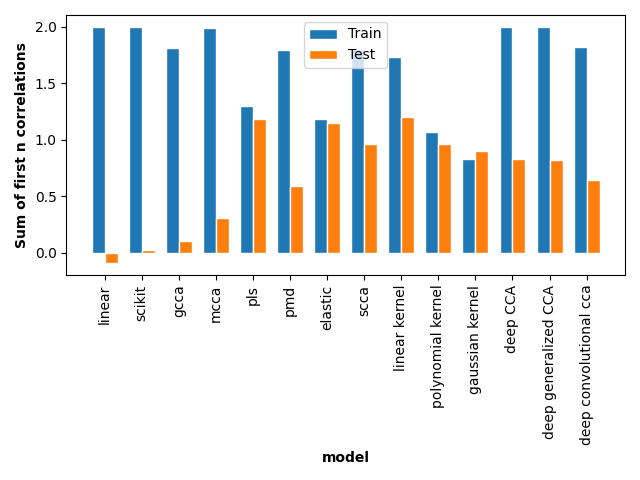 Sum of first n correlations
2.0
1.5
1.0
0.5
0.0
Train
Test
linear
scikit
gcca
mcca
pls
pmd
elastic
scca
linear kernel
polynomial kernel
gaussian kernel
deep CCA
deep generalized CCA
deep convolutional cca
model